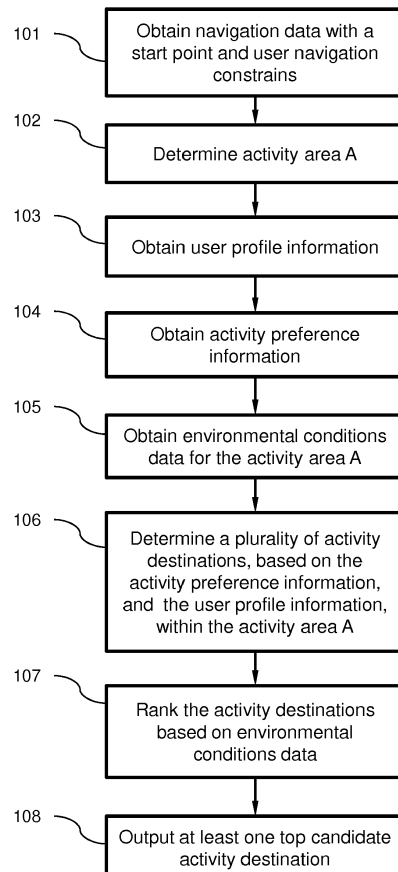 101
Obtain navigation data with a
start point and user navigation
constrains
102
Determine activity area A
103
Obtain user profile information
104
Obtain activity preference
information
105
Obtain environmental conditions
data for the activity area A
106
Determine a plurality of activity
destinations, based on the
activity preference information,
and the user profile information,
within the activity area A
107
Rank the activity destinations
based on environmental
conditions data
108
Output at least one top candidate
activity destination